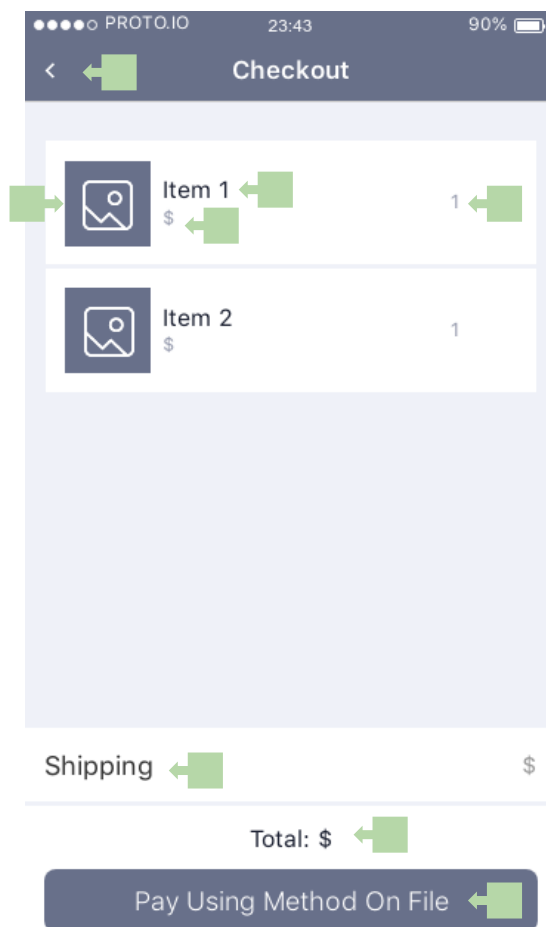 PROTO.IO 23:43 90%
< Checkout
Item 1
$
1
Item 2
$
1
Shipping $
Total: $
Pay Using Method On File